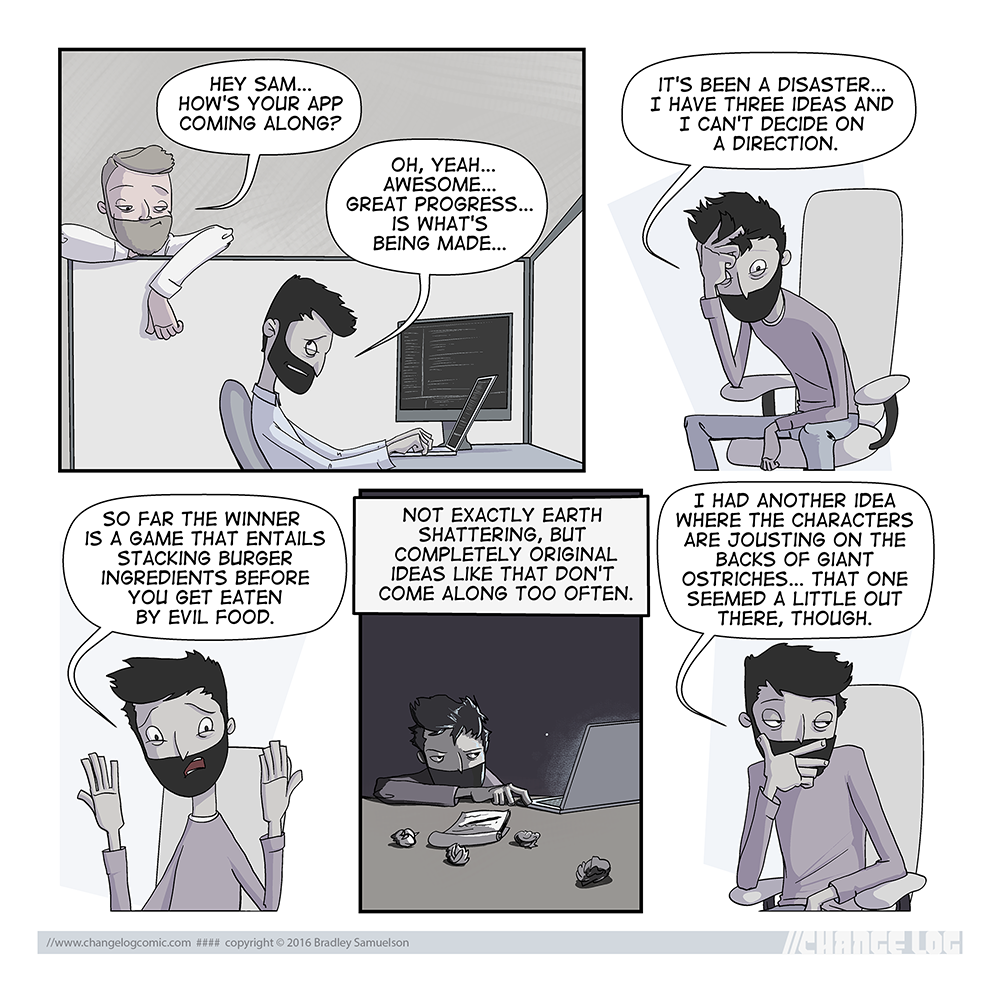 HEY SAM...
HOW'S YOUR APP
COMING ALONG?
OH, YEAH...
AWESOME...
GREAT PROGRESS...
IS WHAT'S
BEING MADE...
IT'S BEEN A DISASTER...
I HAVE THREE IDEAS AND
I CAN'T DECIDE ON
A DIRECTION.
SO FAR THE WINNER
IS A GAME THAT ENTAILS
STACKING BURGER
INGREDIENTS BEFORE
YOU GET EATEN
BY EVIL FOOD.
NOT EXACTLY EARTH
SHATTERING, BUT
COMPLETELY ORIGINAL
IDEAS LIKE THAT DON'T
COME ALONG TOO OFTEN.
I HAD ANOTHER IDEA
WHERE THE CHARACTERS
ARE JOUSTING ON THE
BACKS OF GIANT
OSTRICHES... THAT ONE
SEEMED A LITTLE OUT
THERE, THOUGH.
//www.changelogcomic.com #### copyright © 2016 Bradley Samuelson
//CHANGE LOG